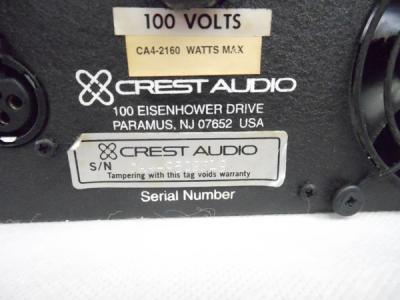 100 VOLTS
CA4-2160 WATTS MAX
CREST AUDIO
100 EISENHOWER DRIVE
PARAMUS, NJ 07652 USA
CREST AUDIO
S/N
Tampering with this tag voids warranty
Serial Number